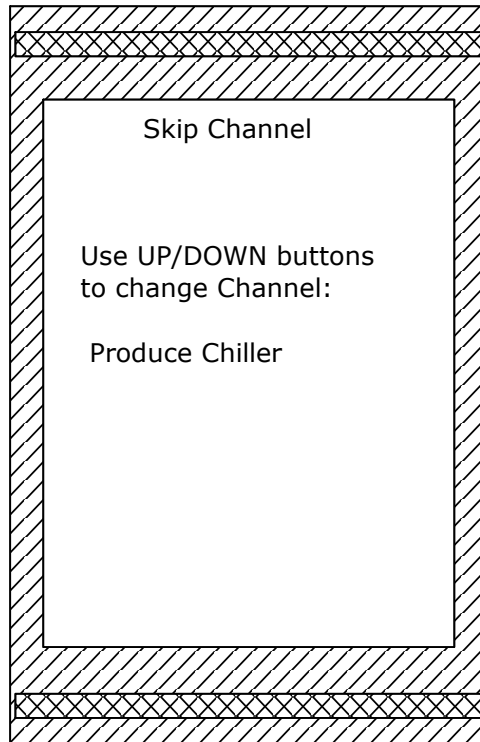 Skip Channel
Use UP/DOWN buttons
to change Channel:
Produce Chiller